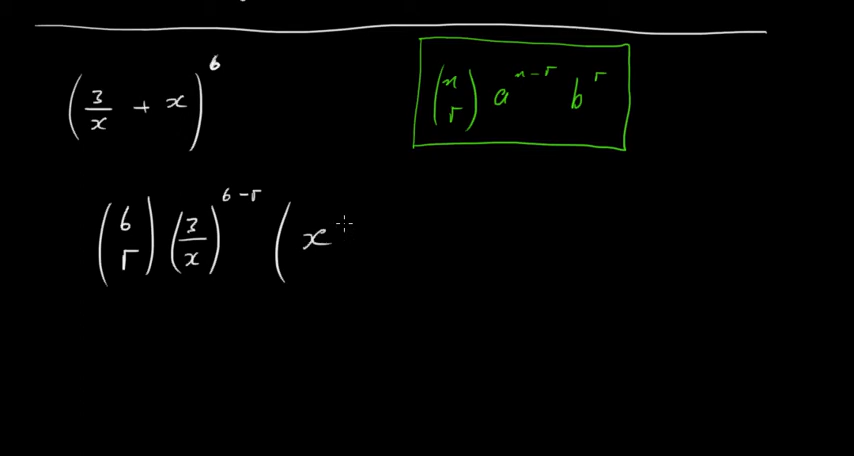 (3/x + x)^6
(n r) a^(n-r) b^r
(6 r) (3/x)^(6-r) (x